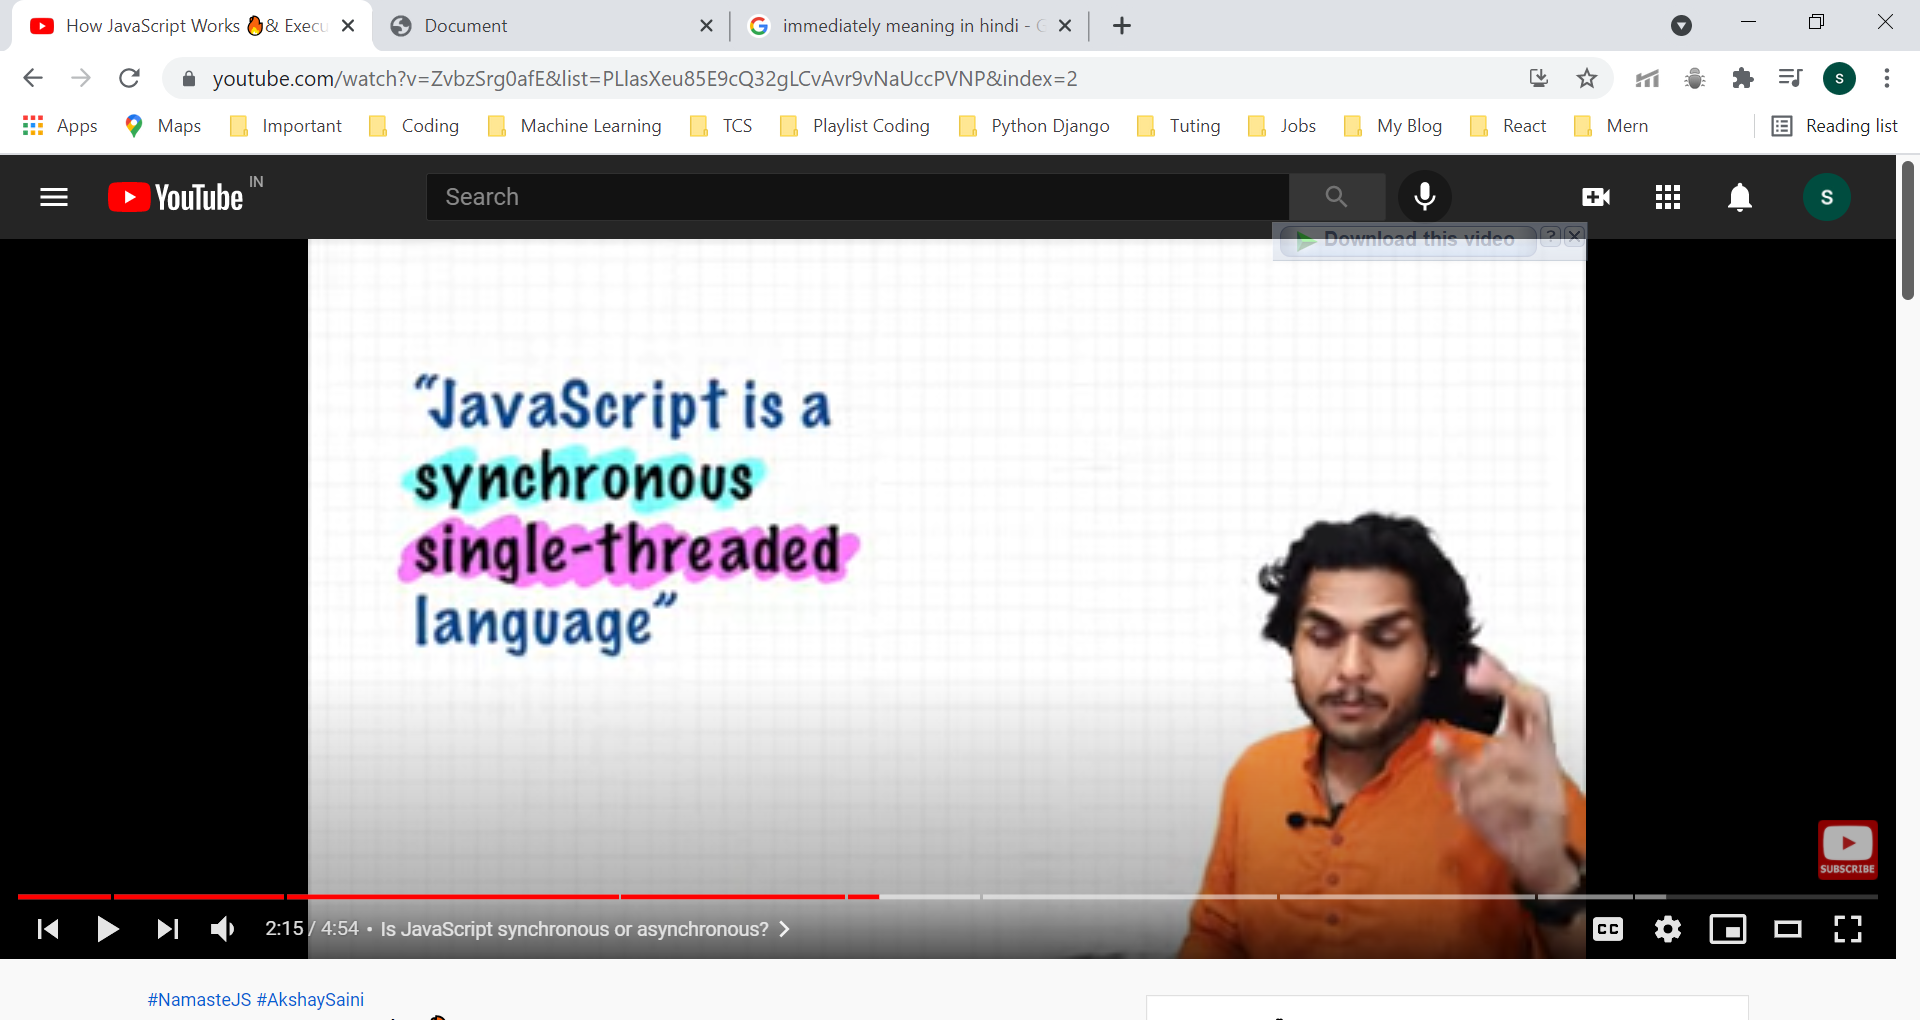 How JavaScript Works 🔥& Execu
Document
immediately meaning in hindi - G
youtube.com/watch?v=ZvbzSrg0afE&list=PLlasXeu85E9cQ32gLCvAvr9vNaUccPVNP&index=2
S
Apps
Maps
Important
Coding
Machine Learning
TCS
Playlist Coding
Python Django
Tuting
Jobs
My Blog
React
Mern
Reading list
YouTube IN
Search
S
Download this video ?
“JavaScript is a
synchronous
single-threaded
language”
SUBSCRIBE
2:15 / 4:54 • Is JavaScript synchronous or asynchronous?
CC
#NamasteJS #AkshaySaini